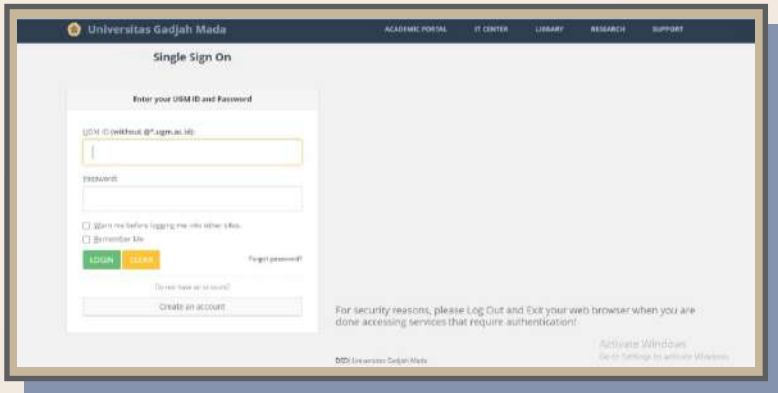 Universitas Gadjah Mada
ACADEMIC PORTAL IT CENTER LIBRARY RESEARCH SUPPORT
Single Sign On
Enter your UGM ID and Password
UGM ID (without @*.ugm.ac.id):
Password:
Warn me before logging me into other sites.
Remember Me
LOGIN CLEAR Forgot password?
Do not have an account?
Create an account
For security reasons, please Log Out and Exit your web browser when you are
done accessing services that require authentication!
DSDI Universitas Gadjah Mada
Activate Windows
Go to Settings to activate Windows.